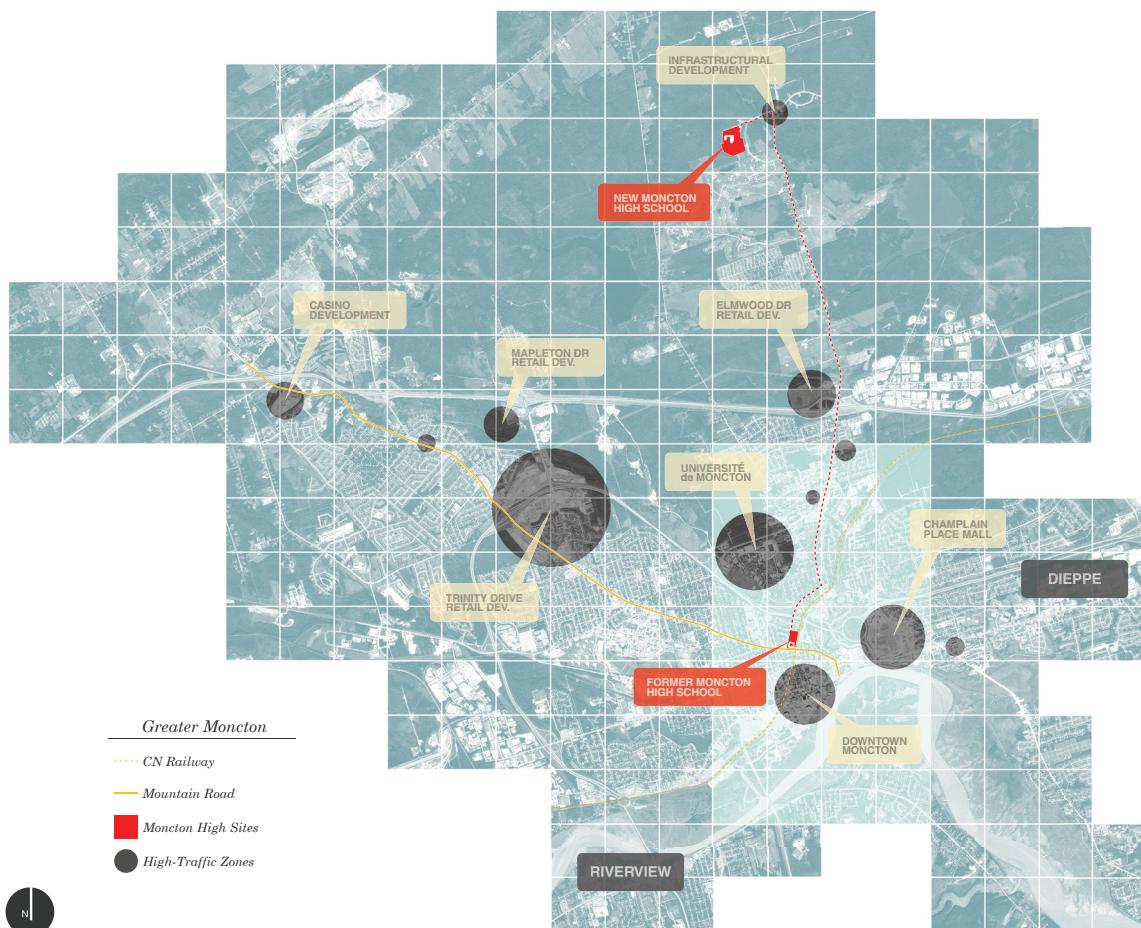 INFRASTRUCTURAL
DEVELOPMENT
NEW MONCTON
HIGH SCHOOL
CASINO
DEVELOPMENT
ELMWOOD DR
RETAIL DEV.
MAPLETON DR
RETAIL DEV.
UNIVERSITÉ
de MONCTON
CHAMPLAIN
PLACE MALL
DIEPPE
TRINITY DRIVE
RETAIL DEV.
FORMER MONCTON
HIGH SCHOOL
DOWNTOWN
MONCTON
RIVERVIEW
Greater Moncton
CN Railway
Mountain Road
Moncton High Sites
High-Traffic Zones
N